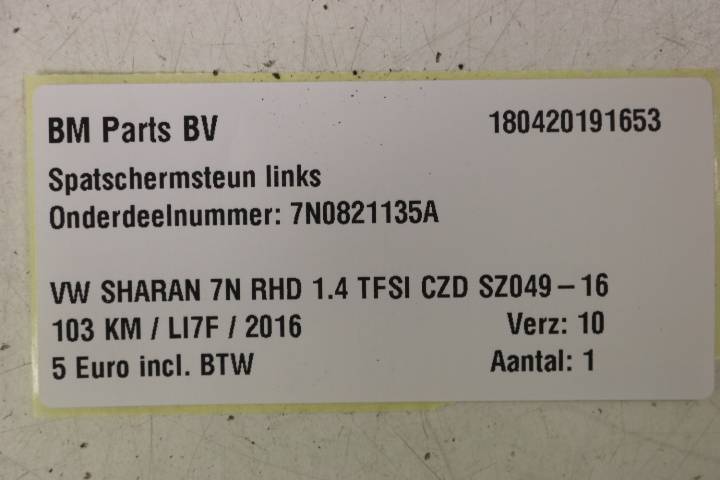 BM Parts BV 180420191653
Spatschermsteun links
Onderdeelnummer: 7N0821135A
VW SHARAN 7N RHD 1.4 TFSI CZD SZ049-16
103 KM / LI7F / 2016 Verz: 10
5 Euro incl. BTW Aantal: 1